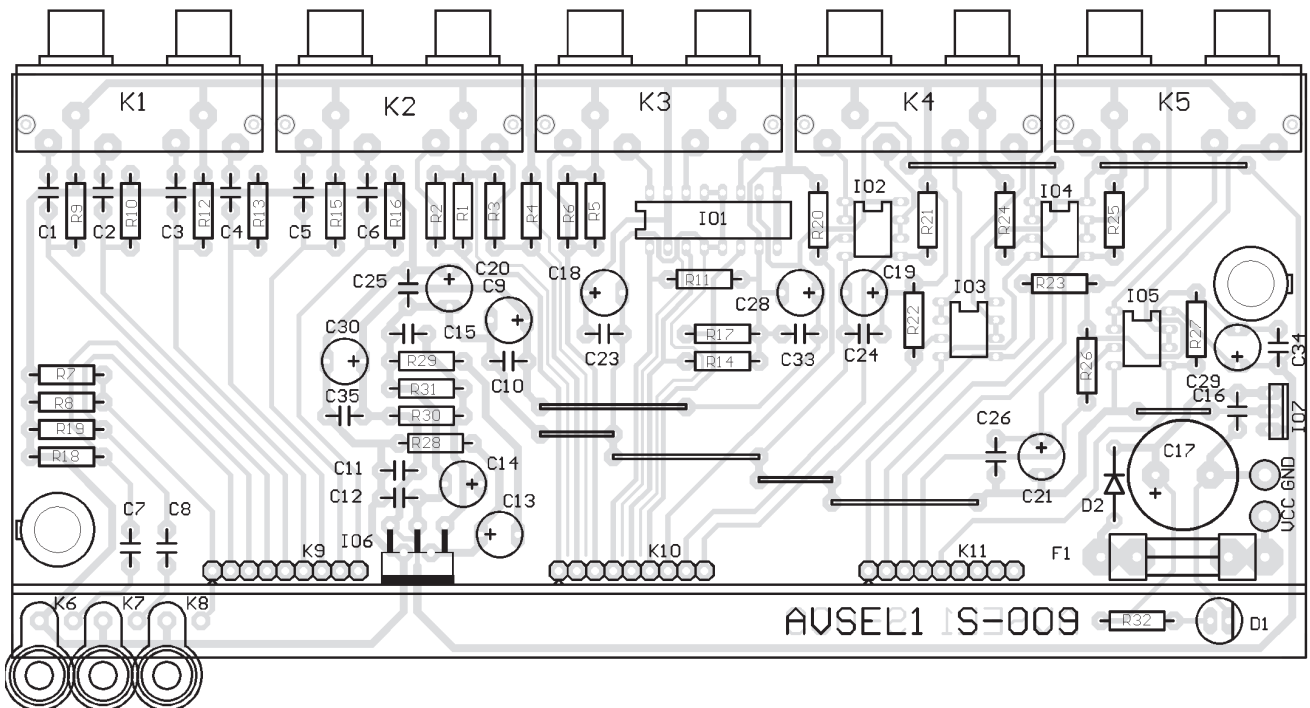 K1 K2 K3 K4 K5
R9 R10 R12 R13 R15 R16 R2 R1 R3 R4 R6 R5 IO1 R20 IO2 R21 R24 IO4 R25
C1 C2 C3 C4 C5 C6
C25 C20 C18 R11 C28 C19 R23
C9 IO3 IO5
C30 C15 R17 R22 R27
C23 C33 C24 C34
R29 C10 R14 R26
R7 R31 C29
R8 C35 R30 C16
R19 R28 C26 IO7
R18 C11 C14 C17
C12 C21 D2 GND
C7 C8 C13 VCC
IO6 K9 K10 K11 F1
K6 K7 K8
AVSEL1 S-009 R32 D1